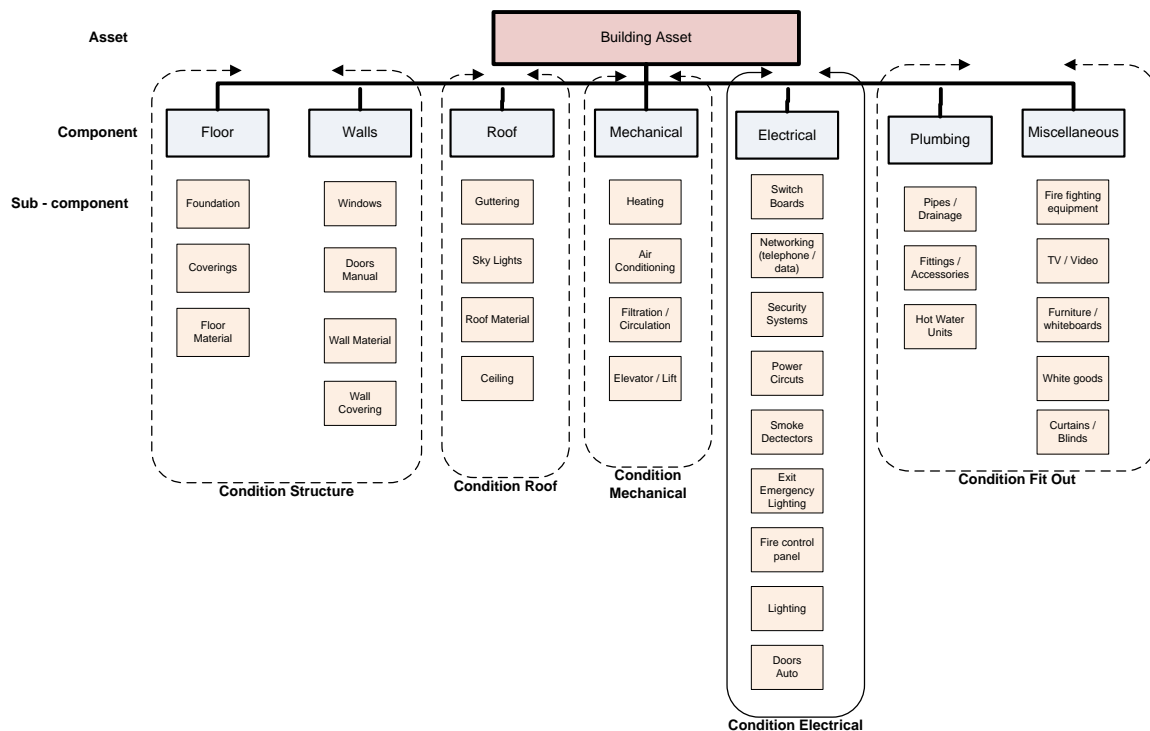 Asset
Building Asset
Component
Floor
Walls
Roof
Mechanical
Electrical
Plumbing
Miscellaneous
Sub - component
Foundation
Coverings
Floor
Material
Windows
Doors
Manual
Wall Material
Wall
Covering
Guttering
Sky Lights
Roof Material
Ceiling
Heating
Air
Conditioning
Filtration /
Circulation
Elevator / Lift
Switch
Boards
Networking
(telephone /
data)
Security
Systems
Power
Circuts
Smoke
Dectectors
Exit
Emergency
Lighting
Fire control
panel
Lighting
Doors
Auto
Pipes /
Drainage
Fittings /
Accessories
Hot Water
Units
Fire fighting
equipment
TV / Video
Furniture /
whiteboards
White goods
Curtains /
Blinds
Condition Structure
Condition Roof
Condition
Mechanical
Condition Electrical
Condition Fit Out